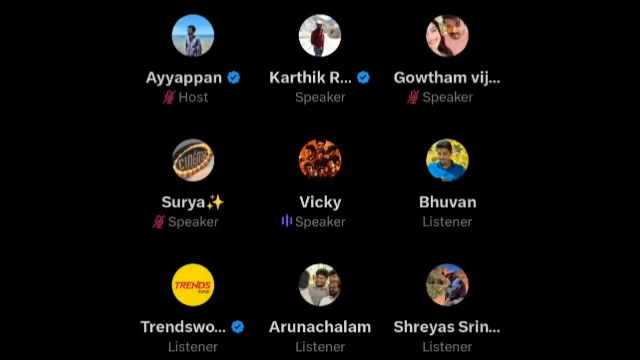 Ayyappan Karthik R... Gowtham vij...
Host Speaker Speaker
CINEMA
Surya✨ Vicky Bhuvan
Speaker Speaker Listener
TRENDS
Trendswo... Arunachalam Shreyas Srin...
Listener Listener Listener